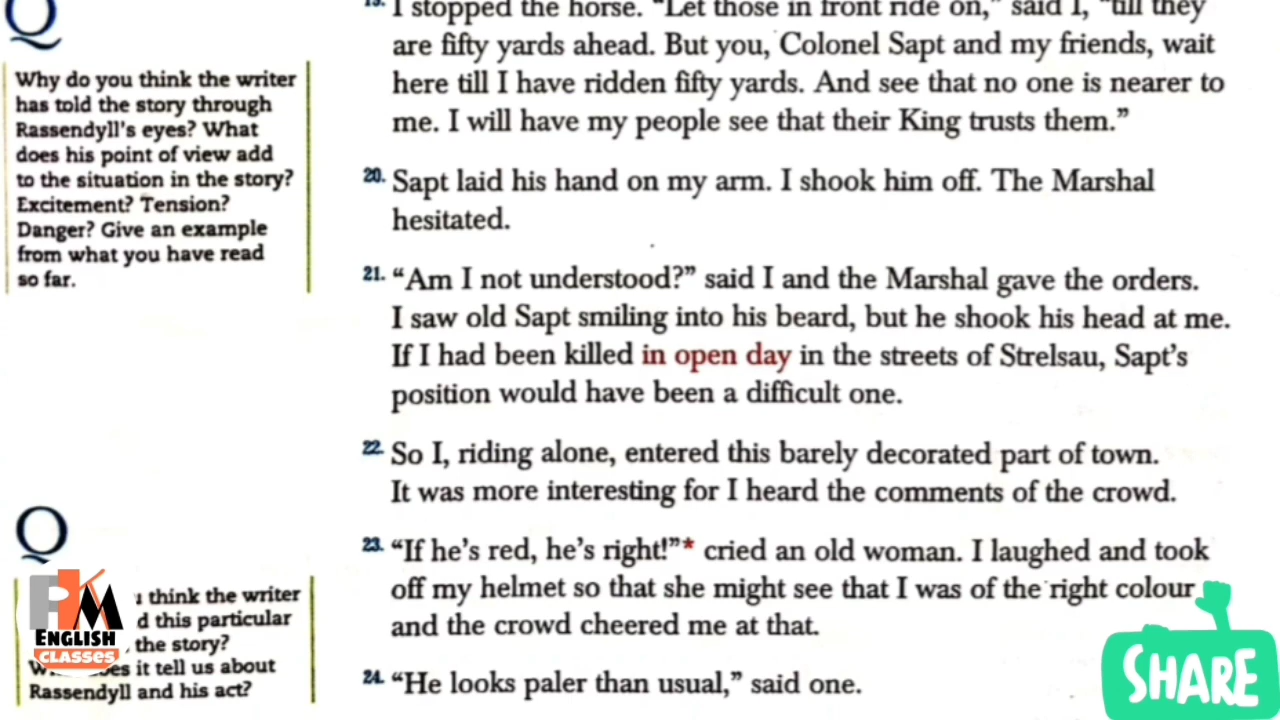 Q
Why do you think the writer
has told the story through
Rassendyll's eyes? What
does his point of view add
to the situation in the story?
Excitement? Tension?
Danger? Give an example
from what you have read
so far.
19. I stopped the horse. “Let those in front ride on,” said I, “till they
are fifty yards ahead. But you, Colonel Sapt and my friends, wait
here till I have ridden fifty yards. And see that no one is nearer to
me. I will have my people see that their King trusts them.”
20. Sapt laid his hand on my arm. I shook him off. The Marshal
hesitated.
21. “Am I not understood?” said I and the Marshal gave the orders.
I saw old Sapt smiling into his beard, but he shook his head at me.
If I had been killed in open day in the streets of Strelsau, Sapt's
position would have been a difficult one.
22. So I, riding alone, entered this barely decorated part of town.
It was more interesting for I heard the comments of the crowd.
23. “If he's red, he's right!”* cried an old woman. I laughed and took
off my helmet so that she might see that I was of the right colour
and the crowd cheered me at that.
24. “He looks paler than usual,” said one.
Q
think the writer
this particular
the story?
it tell us about
Rassendyll and his act?
PKM
ENGLISH
CLASSES
SHARE